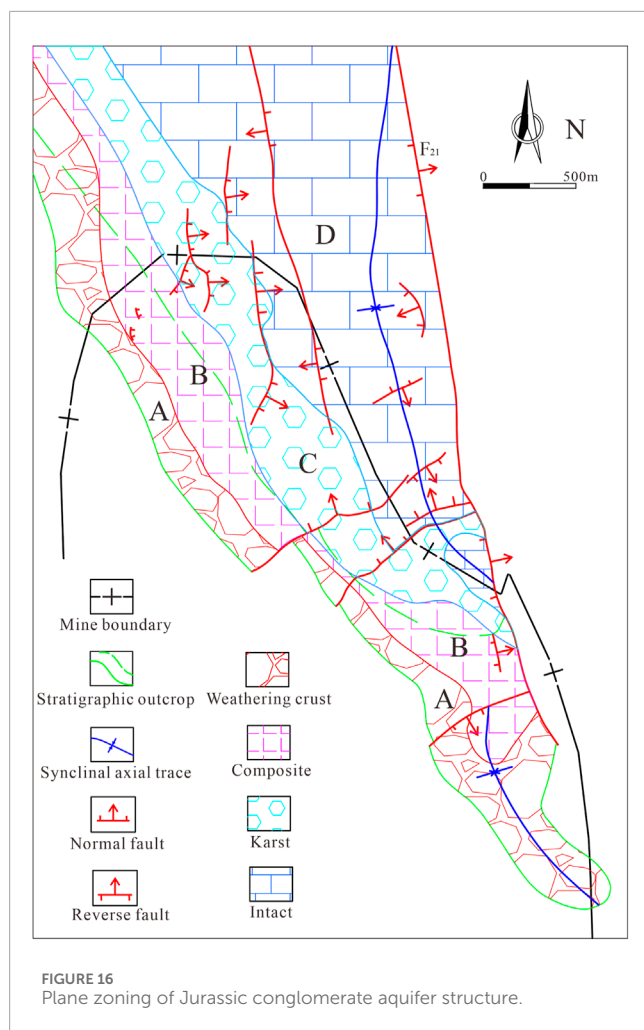 N
0 500m
F21
D
B
A
C
B
A
Mine boundary
Stratigraphic outcrop
Weathering crust
Synclinal axial trace
Composite
Normal fault
Karst
Reverse fault
Intact
FIGURE 16
Plane zoning of Jurassic conglomerate aquifer structure.